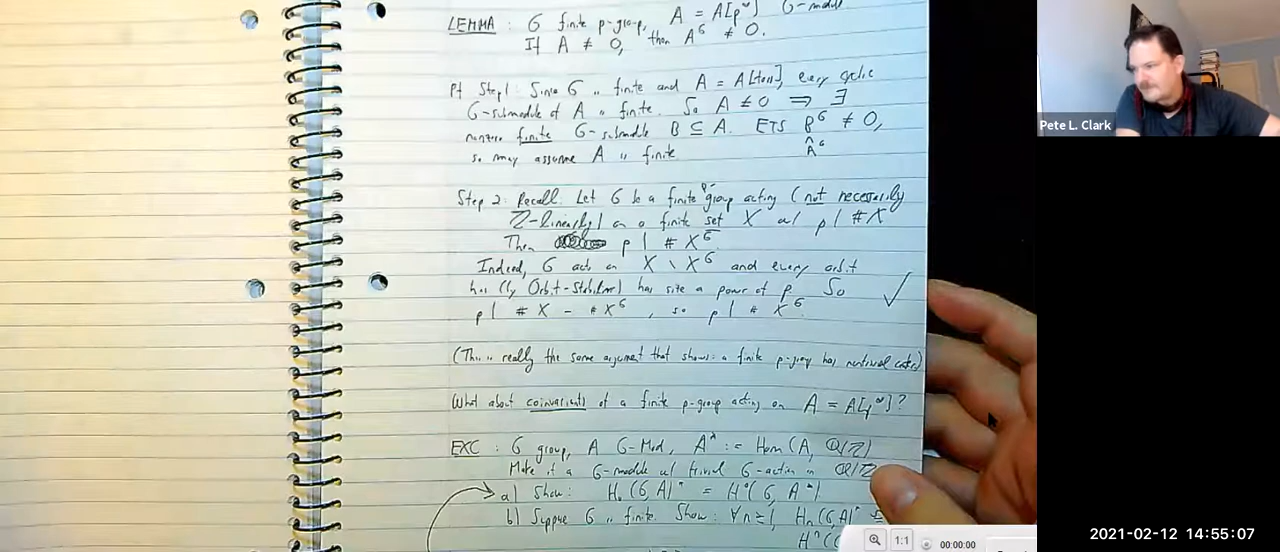 LEMMA: G finite p-group, A = A[p^∞] G-module
If A ≠ 0, then A^G ≠ 0.
Pf Step 1: Since G is finite and A = A[tors], every cyclic
G-submodule of A is finite. So A ≠ 0 ⟹ ∃
nonzero finite G-submodule B ⊆ A. ETS B^G ≠ 0,
so may assume A is finite
A^G
Step 2: Recall: Let G be a finite p-group acting (not necessarily
Z-linearly) on a finite set X w/ p | #X
Then p | #X^G.
Indeed, G acts on X \ X^G and every orbit
has (by Orbit-Stabilizer) has size a power of p. So
p | #X - #X^G, so p | #X^G. ✓
(This is really the same argument that shows: a finite p-group has nontrivial center)
What about coinvariants of a finite p-group acting on A = A[p^∞]?
EXC: G group, A G-Mod, A^* := Hom(A, Q/Z)
Make it a G-module w/ trivial G-action on Q/Z
a) Show: H_0(G,A)^* = H^0(G, A^*)
b) Suppose G is finite. Show: ∀n≥1, H_n(G,A)^* ≅
H^n(G
Pete L. Clark
1:1
00:00:00
2021-02-12 14:55:07